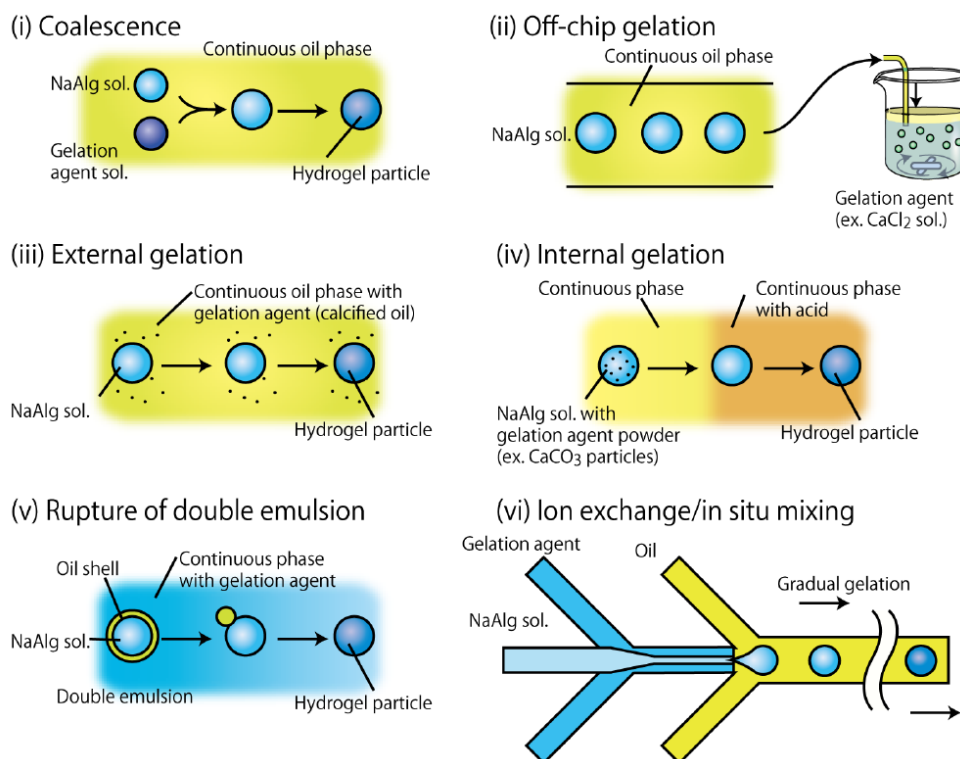 (i) Coalescence
Continuous oil phase
NaAlg sol.
Gelation
agent sol.
Hydrogel particle
(ii) Off-chip gelation
Continuous oil phase
NaAlg sol.
Gelation agent
(ex. CaCl₂ sol.)
(iii) External gelation
Continuous oil phase with
gelation agent (calcified oil)
NaAlg sol.
Hydrogel particle
(iv) Internal gelation
Continuous phase
Continuous phase
with acid
NaAlg sol. with
gelation agent powder
(ex. CaCO₃ particles)
Hydrogel particle
(v) Rupture of double emulsion
Oil shell
Continuous phase
with gelation agent
NaAlg sol.
Double emulsion
Hydrogel particle
(vi) Ion exchange/in situ mixing
Gelation agent
Oil
Gradual gelation
NaAlg sol.